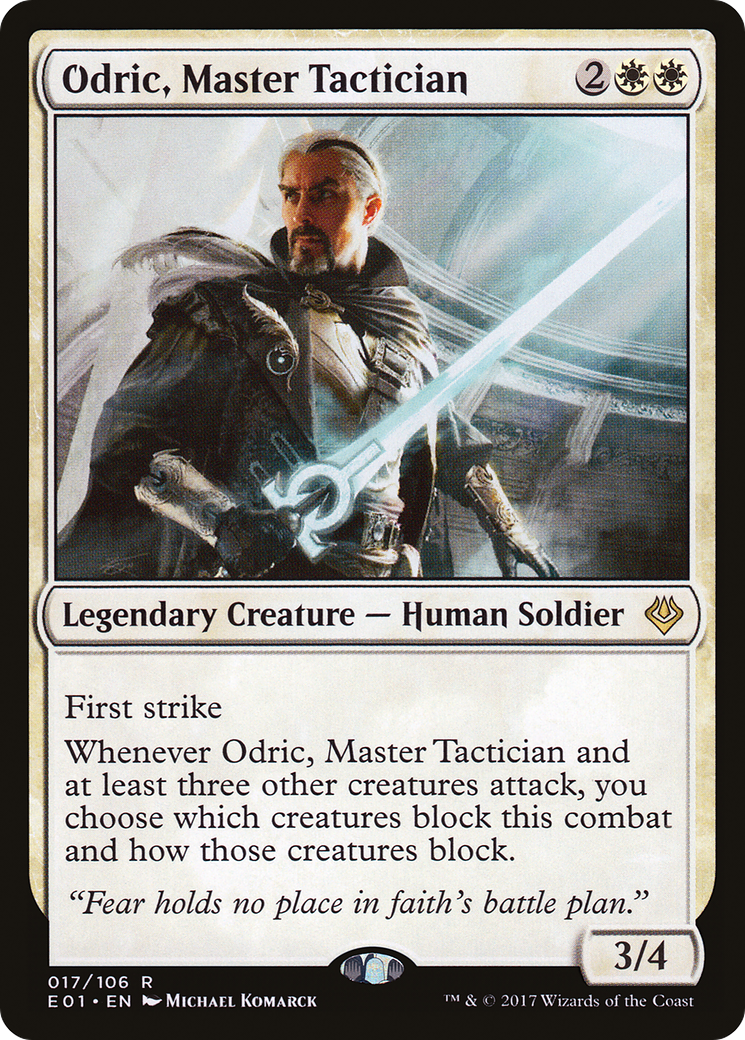 Odric, Master Tactician 2
Legendary Creature — Human Soldier
First strike
Whenever Odric, Master Tactician and
at least three other creatures attack, you
choose which creatures block this combat
and how those creatures block.
“Fear holds no place in faith’s battle plan.”
3/4
017/106 R
E01 • EN Michael Komarck
™ & © 2017 Wizards of the Coast